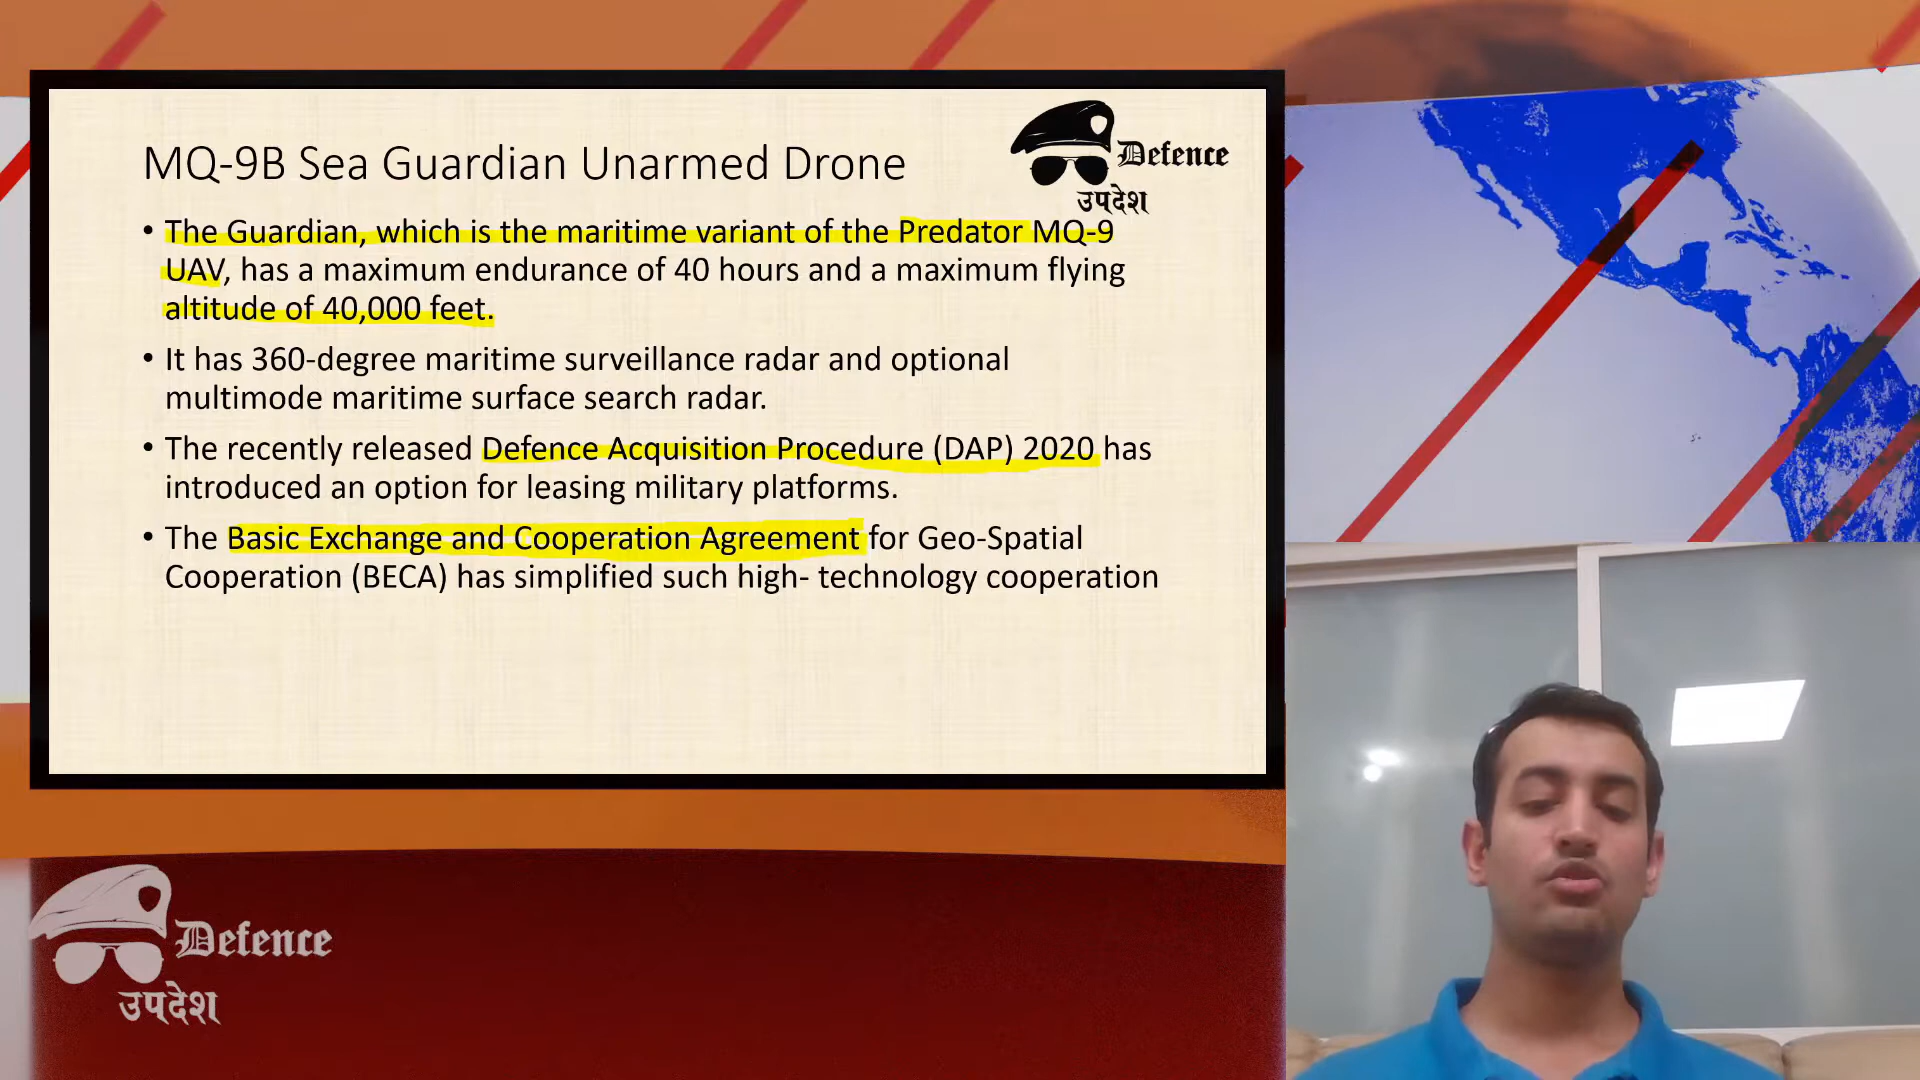 MQ-9B Sea Guardian Unarmed Drone
Defence
उपदेश
• The Guardian, which is the maritime variant of the Predator MQ-9
UAV, has a maximum endurance of 40 hours and a maximum flying
altitude of 40,000 feet.
• It has 360-degree maritime surveillance radar and optional
multimode maritime surface search radar.
• The recently released Defence Acquisition Procedure (DAP) 2020 has
introduced an option for leasing military platforms.
• The Basic Exchange and Cooperation Agreement for Geo-Spatial
Cooperation (BECA) has simplified such high- technology cooperation
Defence
उपदेश